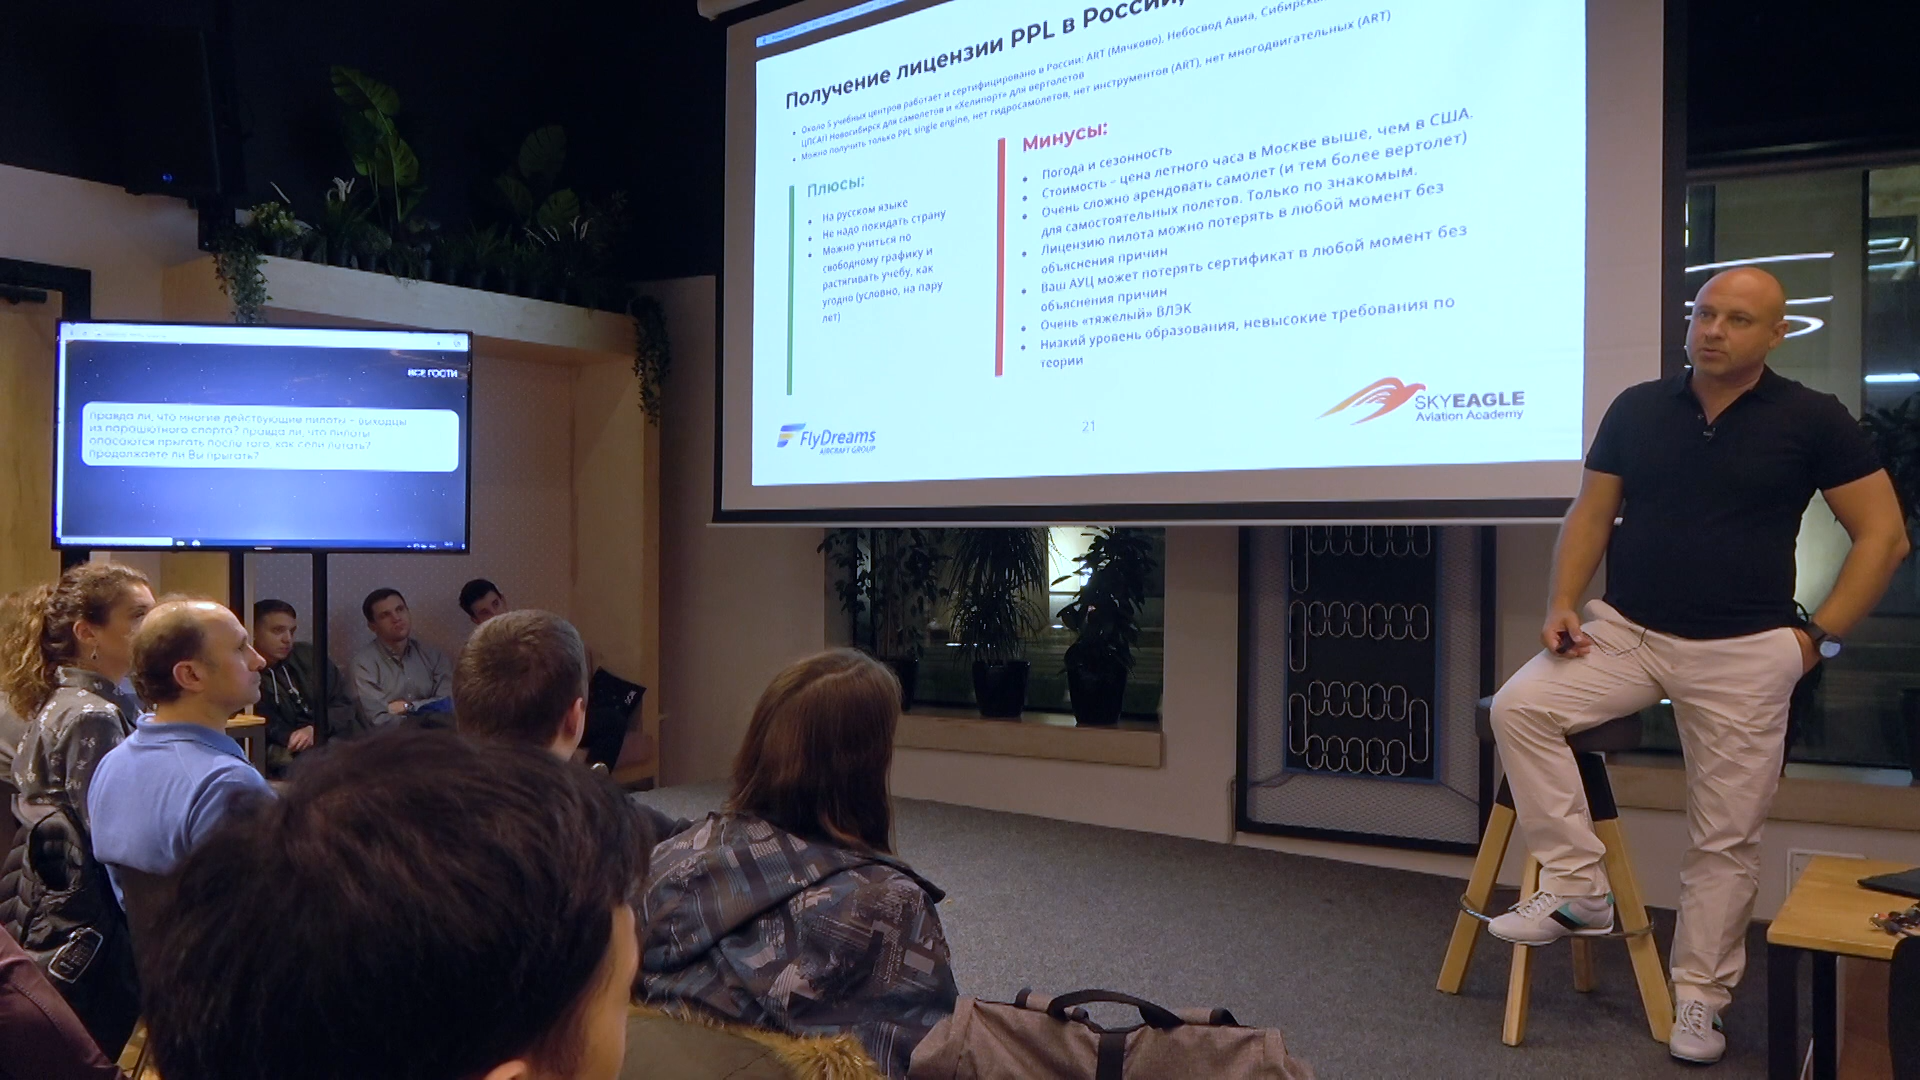 Получение лицензии PPL в России,
Около 5 учебных центров работает и сертифицировано в России: ART (Мячково), Небосвод Авиа,
ЦПСАП Новосибирск для самолетов и «Хелипорт» для вертолетов
Можно получить только PPL single engine, нет гидросамолетов, нет инструментов (ART), нет многодвигательных (ART)
Плюсы:
На русском языке
Не надо покидать страну
Можно учиться по
свободному графику и
растягивать учебу, как
угодно (условно, на пару
лет)
Минусы:
Погода и сезонность
Стоимость – цена летного часа в Москве выше, чем в США.
Очень сложно арендовать самолет (и тем более вертолет)
для самостоятельных полетов. Только по знакомым.
Лицензию пилота можно потерять в любой момент без
объяснения причин
Ваш АУЦ может потерять сертификат в любой момент без
объяснения причин
Очень «тяжелый» ВЛЭК
Низкий уровень образования, невысокие требования по
теории
FlyDreams
AIRCRAFT GROUP
21
SKYEAGLE
Aviation Academy
ВСЕ ГОСТИ
Правда ли, что многие действующие пилоты - выходцы
из парашютного спорта? правда ли, что пилоты
опасаются прыгать после того, как сели летать?
Продолжаете ли Вы прыгать?